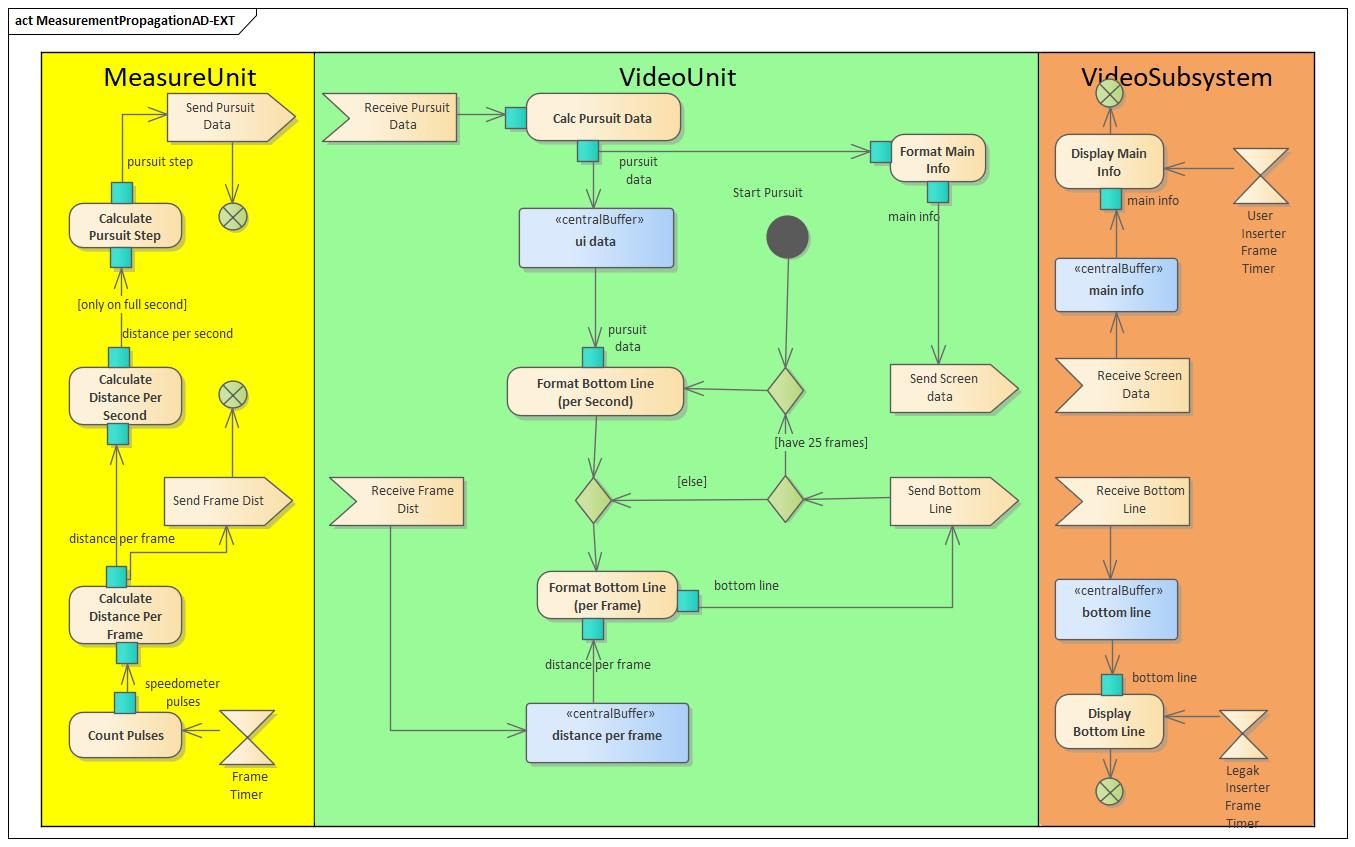 act MeasurementPropagationAD-EXT
MeasureUnit
Send Pursuit
Data
pursuit step
Calculate
Pursuit Step
[only on full second]
distance per second
Calculate
Distance Per
Second
Send Frame Dist
distance per frame
Calculate
Distance Per
Frame
speedometer
pulses
Count Pulses
Frame
Timer
VideoUnit
Receive Pursuit
Data
Calc Pursuit Data
pursuit
data
Format Main
Info
main info
Start Pursuit
«centralBuffer»
ui data
pursuit
data
Format Bottom Line
(per Second)
Send Screen
data
[have 25 frames]
Receive Frame
Dist
[else]
Send Bottom
Line
Format Bottom Line
(per Frame)
bottom line
distance per frame
«centralBuffer»
distance per frame
VideoSubsystem
Display Main
Info
main info
User
Inserter
Frame
Timer
«centralBuffer»
main info
Receive Screen
Data
Receive Bottom
Line
«centralBuffer»
bottom line
bottom line
Display
Bottom Line
Legak
Inserter
Frame
Timer